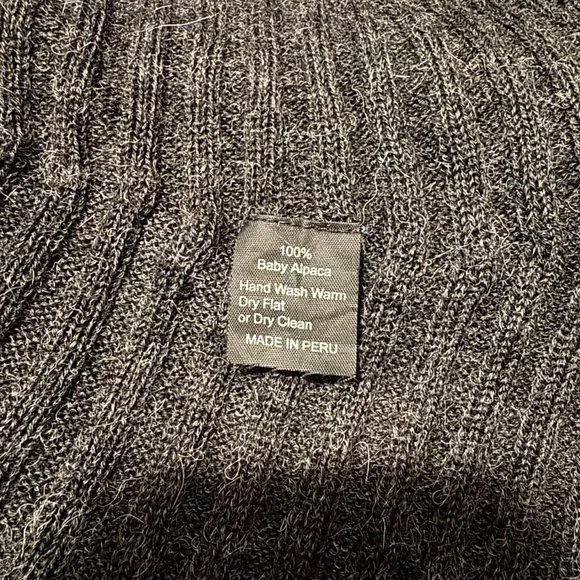 100%
Baby Alpaca
Hand Wash Warm
Dry Flat
or Dry Clean
MADE IN PERU